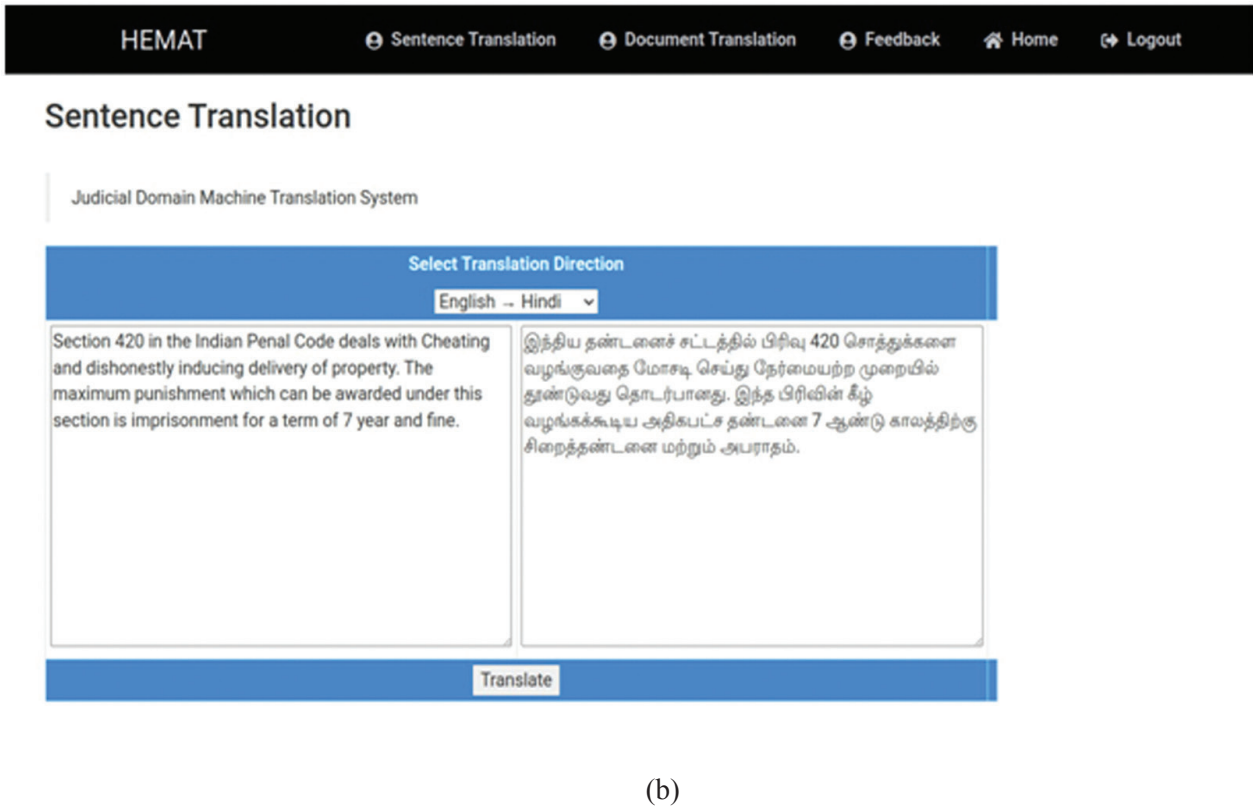 HEMAT Sentence Translation Document Translation Feedback Home Logout
Sentence Translation
Judicial Domain Machine Translation System
Select Translation Direction
English → Hindi
Section 420 in the Indian Penal Code deals with Cheating
and dishonestly inducing delivery of property. The
maximum punishment which can be awarded under this
section is imprisonment for a term of 7 year and fine.
இந்திய தண்டனைச் சட்டத்தில் பிரிவு 420 சொத்துக்களை
வழங்குவதை மோசடி செய்து நேர்மையற்ற முறையில்
தூண்டுவது தொடர்பானது. இந்த பிரிவின் கீழ்
வழங்கக்கூடிய அதிகபட்ச தண்டனை 7 ஆண்டு காலத்திற்கு
சிறைத்தண்டனை மற்றும் அபராதம்.
Translate
(b)